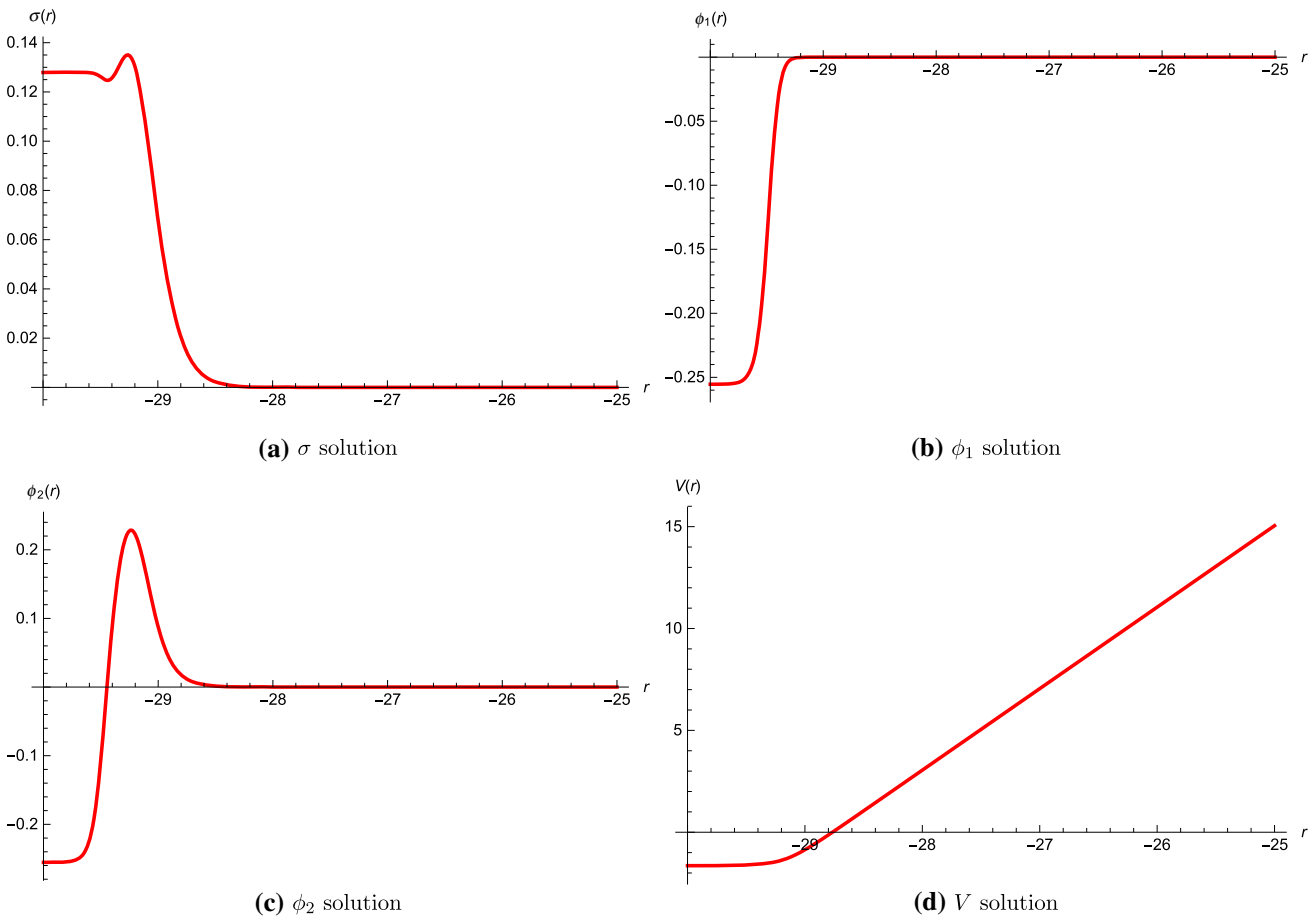 σ(r)
0.14
0.12
0.10
0.08
0.06
0.04
0.02
-29 -28 -27 -26 -25 r
(a) σ solution
ϕ₁(r)
-29 -28 -27 -26 -25 r
-0.05
-0.10
-0.15
-0.20
-0.25
(b) ϕ₁ solution
ϕ₂(r)
0.2
0.1
-29 -28 -27 -26 -25 r
-0.1
-0.2
(c) ϕ₂ solution
V(r)
15
10
5
-29 -28 -27 -26 -25 r
(d) V solution